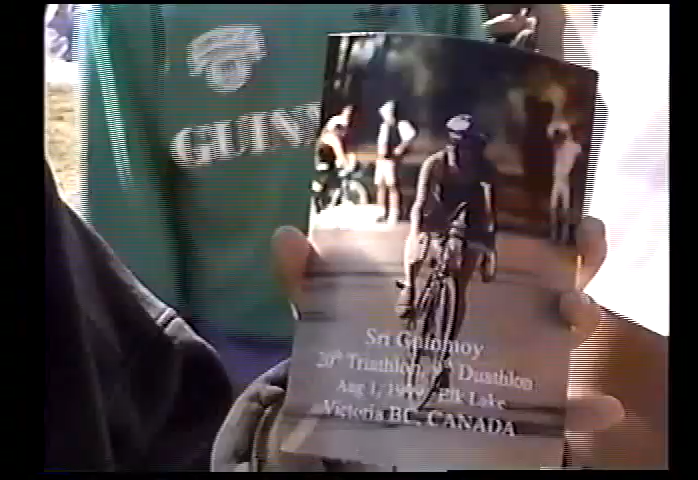 GUIN
Sri Chinmoy
20th Triathlon, Duathlon
Aug 1, Elk Lake
Victoria BC, CANADA